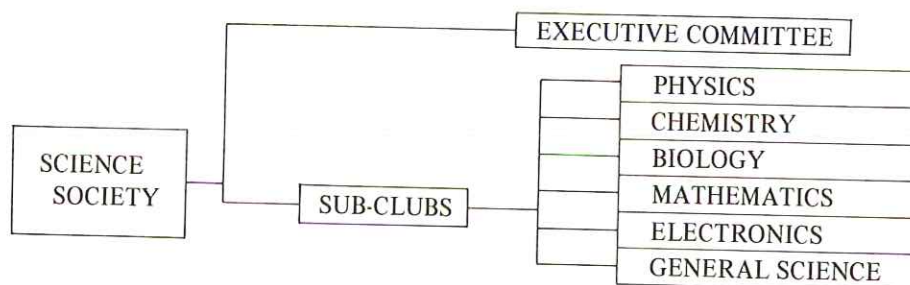 EXECUTIVE COMMITTEE
PHYSICS
CHEMISTRY
BIOLOGY
SCIENCE
SOCIETY
MATHEMATICS
SUB-CLUBS
ELECTRONICS
GENERAL SCIENCE